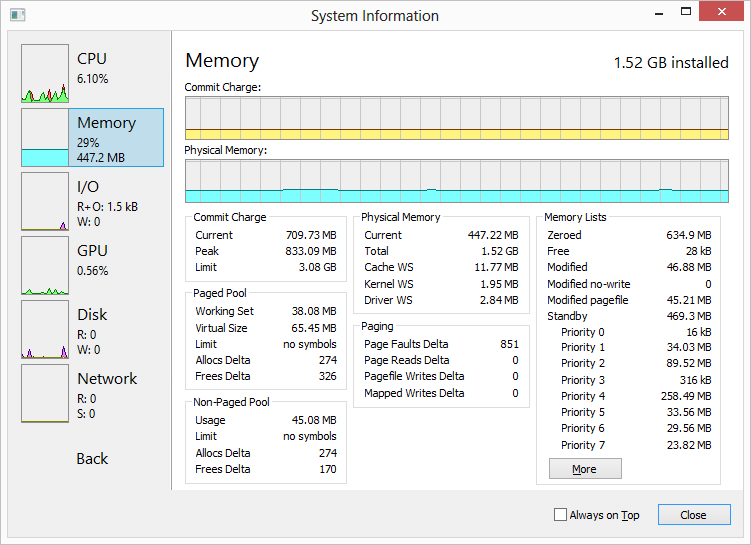 System Information
CPU
6.10%
Memory
29%
447.2 MB
I/O
R+O: 1.5 kB
W: 0
GPU
0.56%
Disk
R: 0
W: 0
Network
R: 0
S: 0
Back
Memory 1.52 GB installed
Commit Charge:
Physical Memory:
Commit Charge
Current 709.73 MB
Peak 833.09 MB
Limit 3.08 GB
Paged Pool
Working Set 38.08 MB
Virtual Size 65.45 MB
Limit no symbols
Allocs Delta 274
Frees Delta 326
Non-Paged Pool
Usage 45.08 MB
Limit no symbols
Allocs Delta 274
Frees Delta 170
Physical Memory
Current 447.22 MB
Total 1.52 GB
Cache WS 11.77 MB
Kernel WS 1.95 MB
Driver WS 2.84 MB
Paging
Page Faults Delta 851
Page Reads Delta 0
Pagefile Writes Delta 0
Mapped Writes Delta 0
Memory Lists
Zeroed 634.9 MB
Free 28 kB
Modified 46.88 MB
Modified no-write 0
Modified pagefile 45.21 MB
Standby 469.3 MB
Priority 0 16 kB
Priority 1 34.03 MB
Priority 2 89.52 MB
Priority 3 316 kB
Priority 4 258.49 MB
Priority 5 33.56 MB
Priority 6 29.56 MB
Priority 7 23.82 MB
More
Always on Top
Close